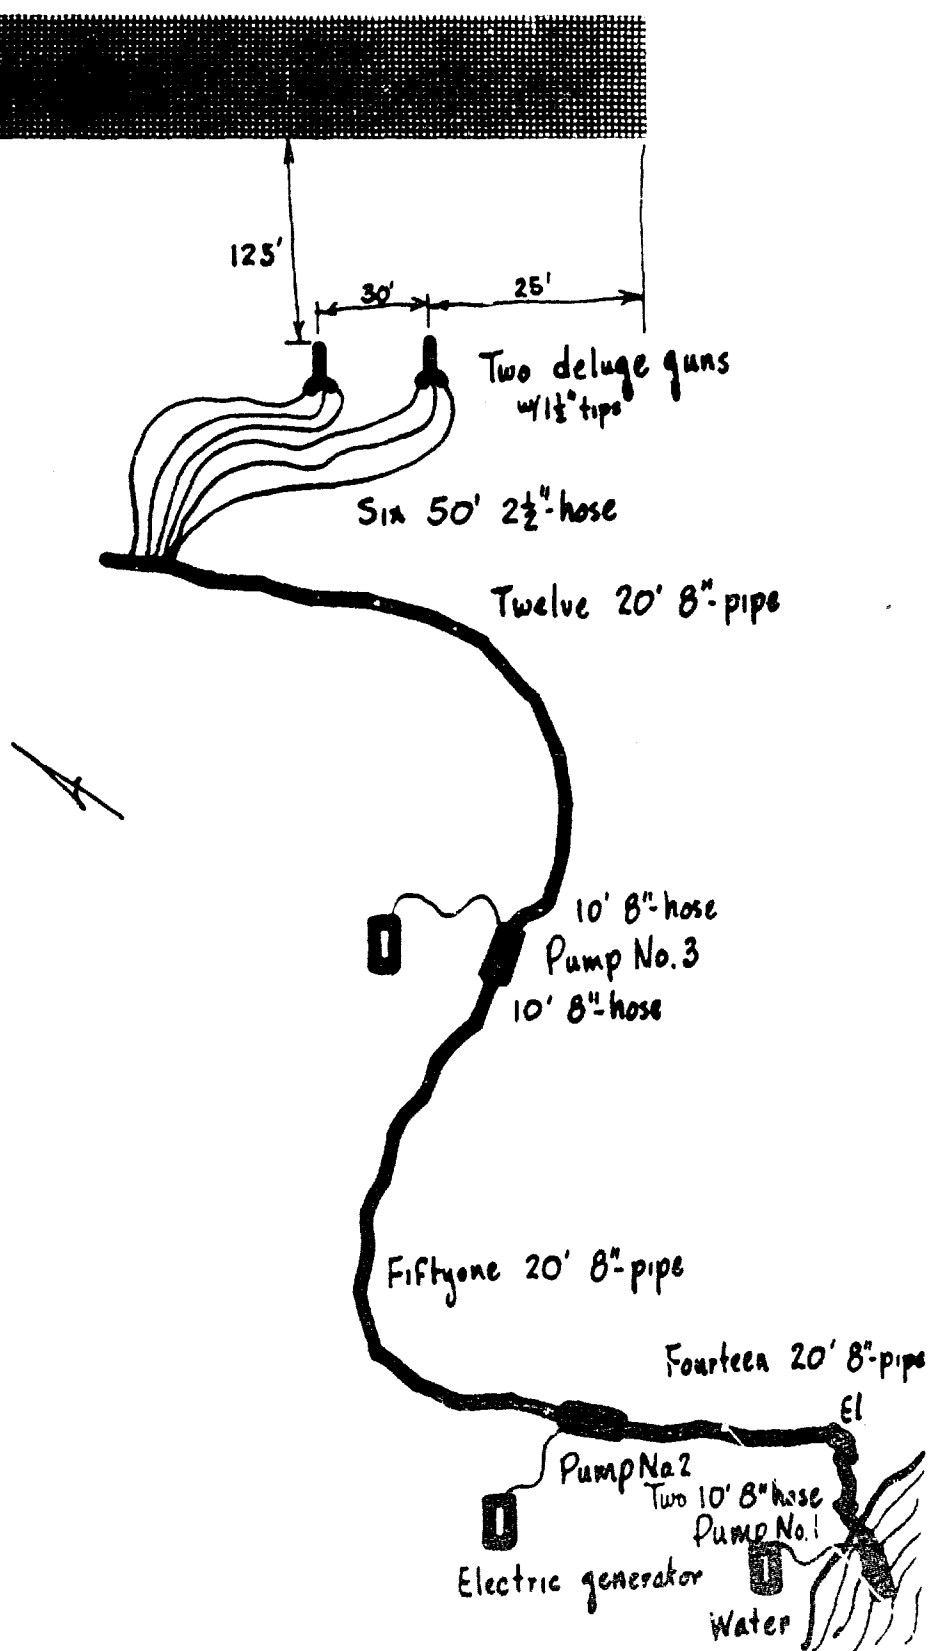 125'
30'
25'
Two deluge guns
w/1½" tips
Six 50' 2½"-hose
Twelve 20' 8"-pipe
10' 8"-hose
Pump No. 3
10' 8"-hose
Fiftyone 20' 8"-pipe
Fourteen 20' 8"-pipe
El
Pump No 2
Two 10' 8" hose
Pump No. 1
Electric generator
Water